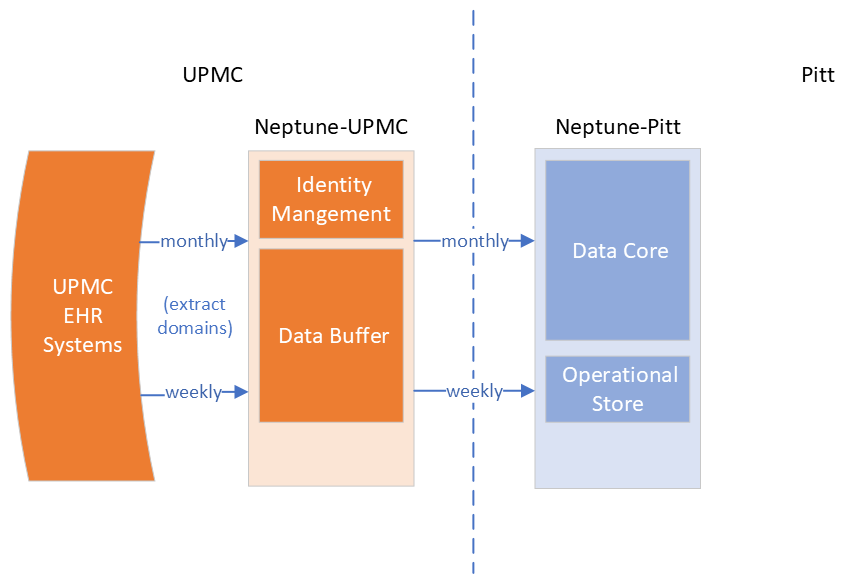 UPMC
Pitt
Neptune-UPMC
Neptune-Pitt
UPMC
EHR
Systems
monthly
(extract
domains)
weekly
Identity
Mangement
Data Buffer
monthly
weekly
Data Core
Operational
Store